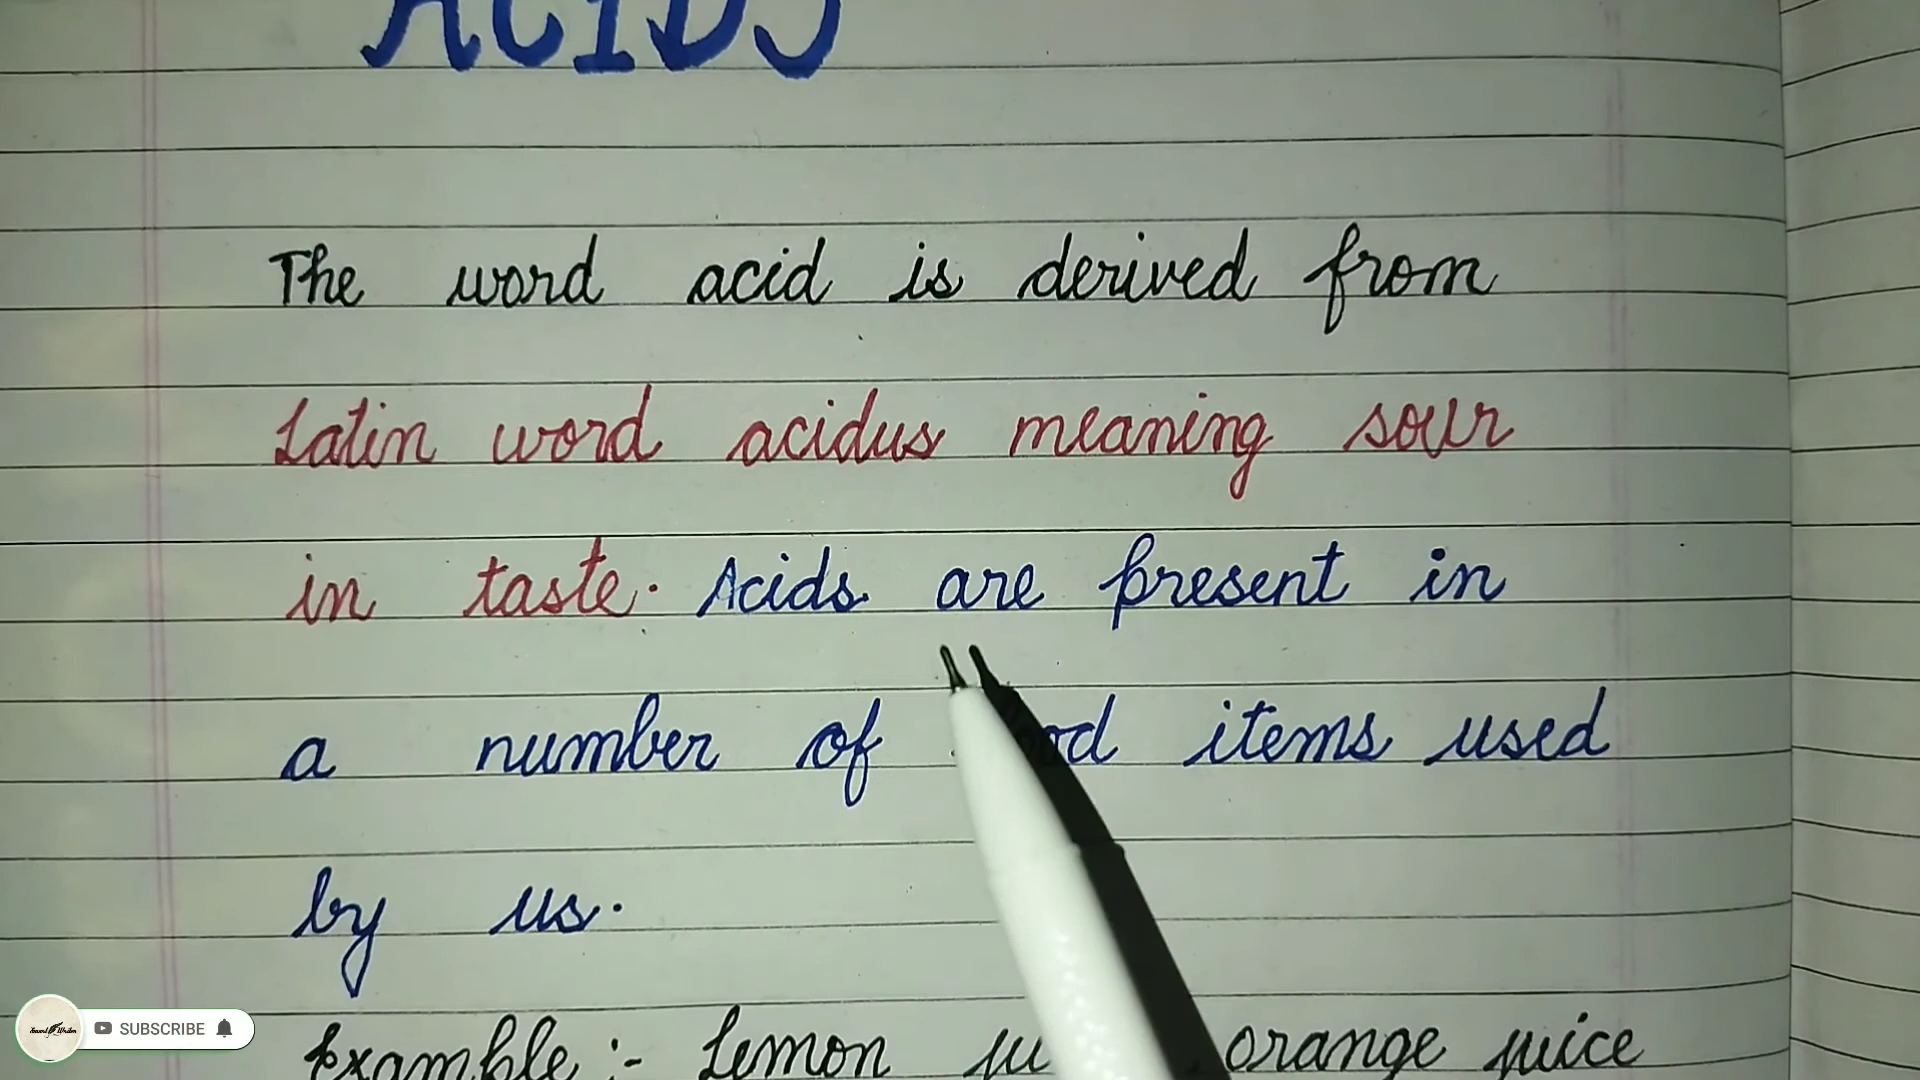 ACIDS
The word acid is derived from
Latin word acidus meaning sour
in taste. Acids are present in
a number of items used
by us.
Example :- Lemon orange juice
SUBSCRIBE